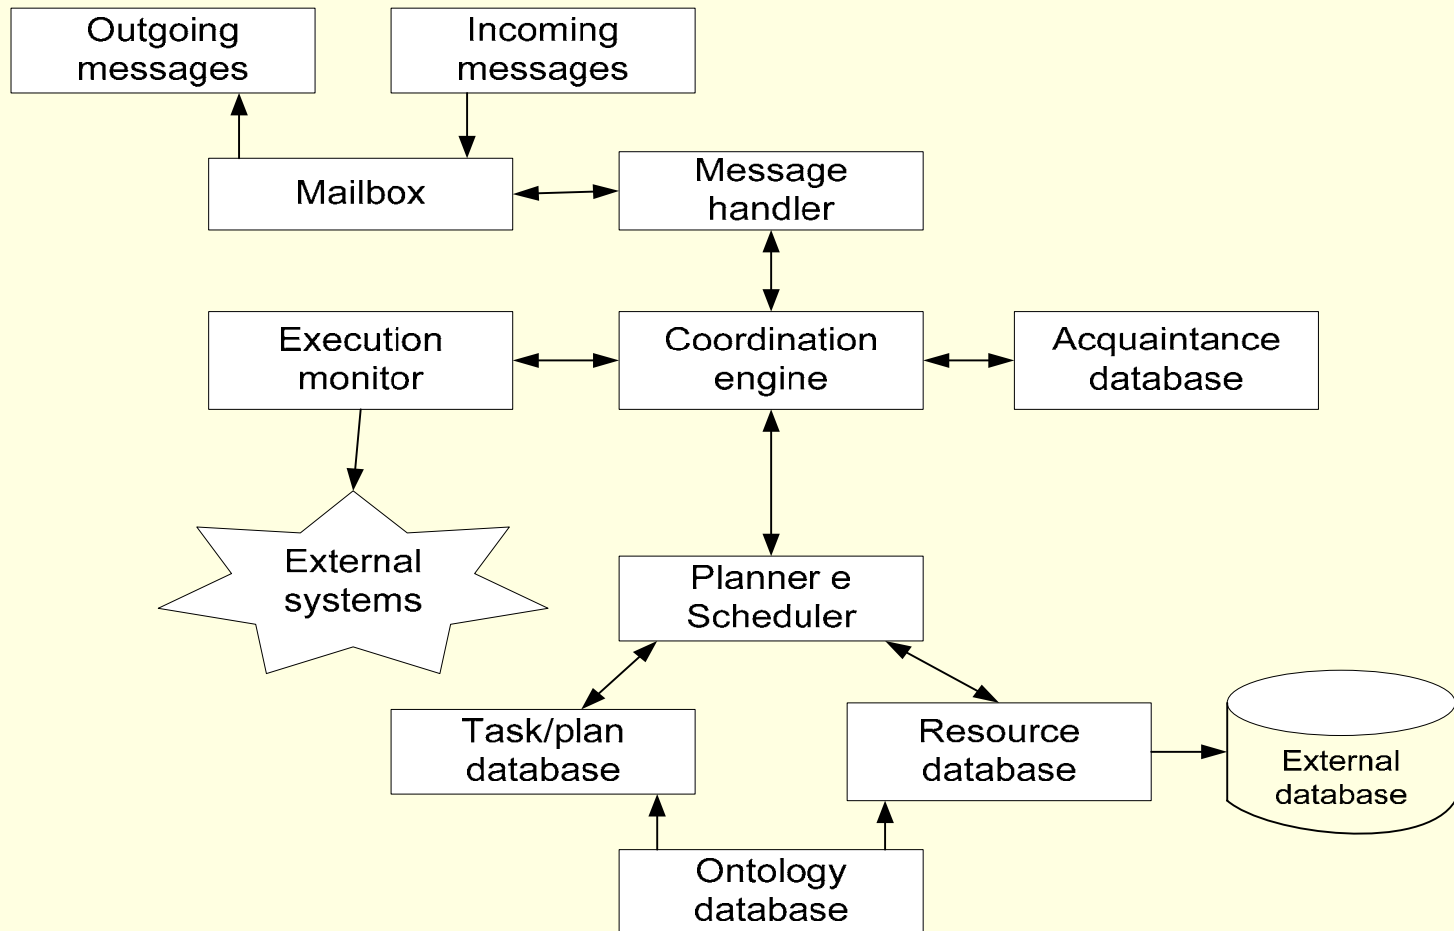 Outgoing
messages
Incoming
messages
Mailbox
Message
handler
Execution
monitor
Coordination
engine
Acquaintance
database
External
systems
Planner e
Scheduler
Task/plan
database
Resource
database
External
database
Ontology
database